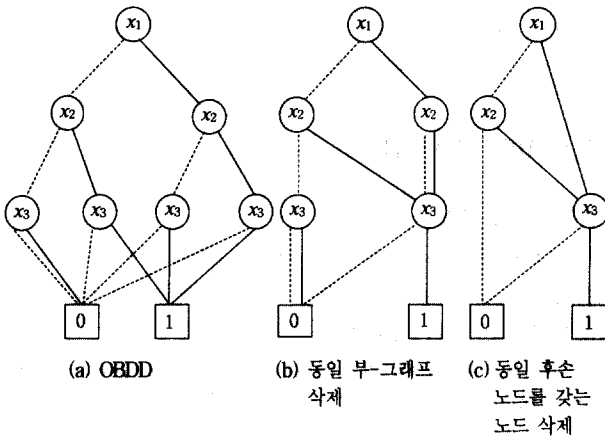 x₁ x₁ x₁
x₂ x₂ x₂ x₂ x₂
x₃ x₃ x₃ x₃ x₃ x₃ x₃
0 1 0 1 0 1
(a) OBDD
(b) 동일 부-그래프
삭제
(c) 동일 후손
노드를 갖는
노드 삭제